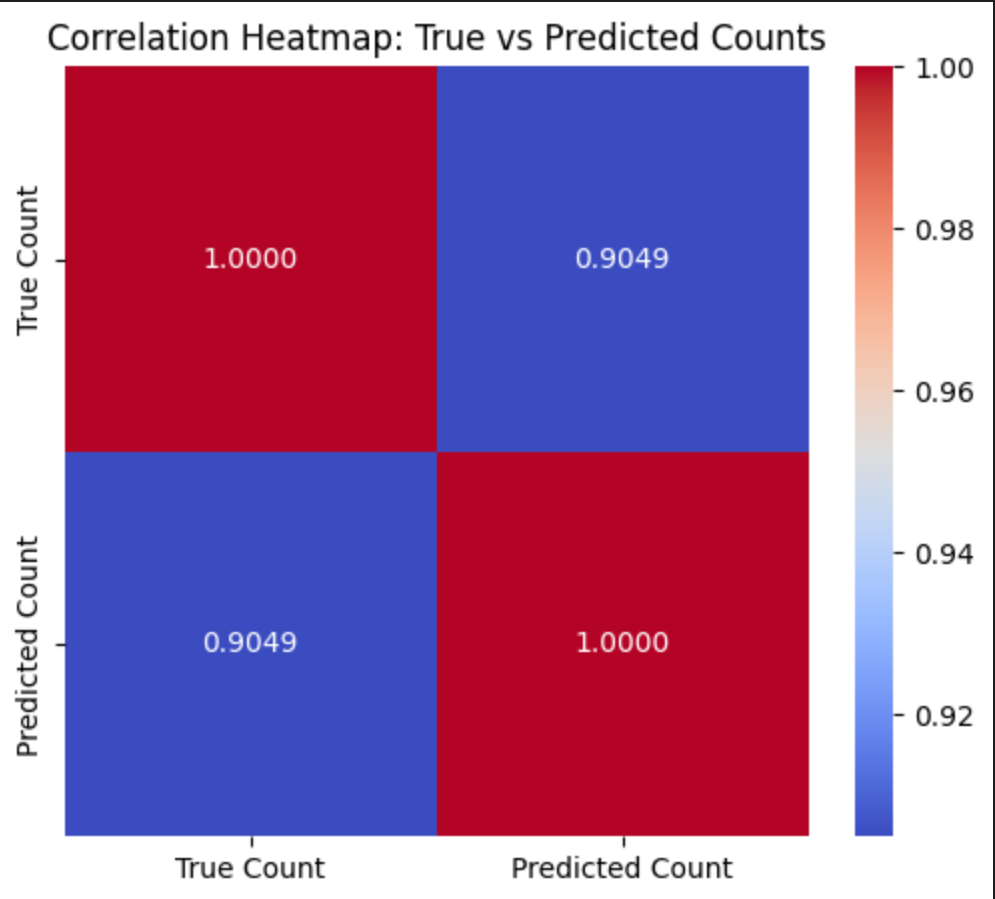 Correlation Heatmap: True vs Predicted Counts
True Count
1.0000
0.9049
Predicted Count
0.9049
1.0000
True Count
Predicted Count
1.00
0.98
0.96
0.94
0.92